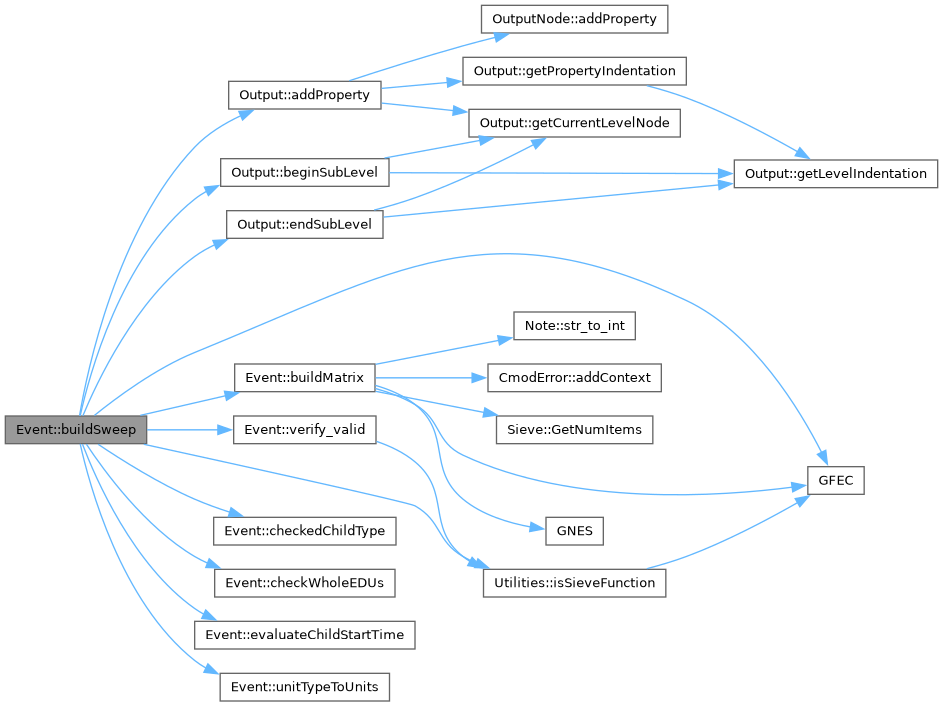 OutputNode::addProperty
Output::getPropertyIndentation
Output::addProperty
Output::getCurrentLevelNode
Output::beginSubLevel
Output::getLevelIndentation
Output::endSubLevel
Note::str_to_int
Event::buildMatrix
CmodError::addContext
Event::buildSweep
Event::verify_valid
Sieve::GetNumItems
GFEC
Event::checkedChildType
GNES
Event::checkWholeEDUs
Utilities::isSieveFunction
Event::evaluateChildStartTime
Event::unitTypeToUnits